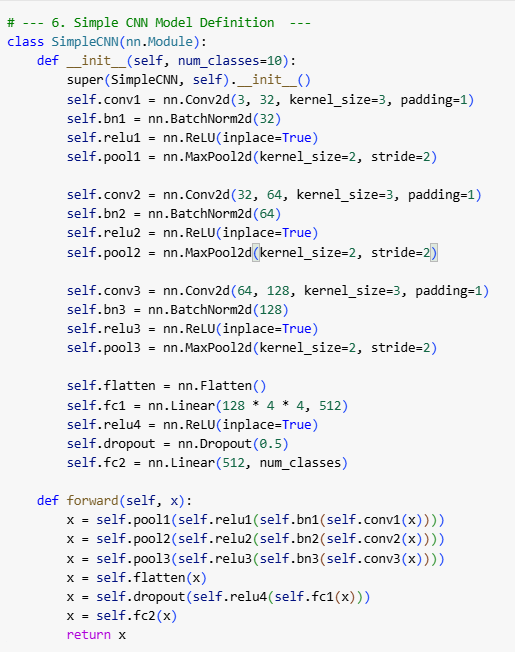 # --- 6. Simple CNN Model Definition  ---
class SimpleCNN(nn.Module):
    def __init__(self, num_classes=10):
        super(SimpleCNN, self).__init__()
        self.conv1 = nn.Conv2d(3, 32, kernel_size=3, padding=1)
        self.bn1 = nn.BatchNorm2d(32)
        self.relu1 = nn.ReLU(inplace=True)
        self.pool1 = nn.MaxPool2d(kernel_size=2, stride=2)

        self.conv2 = nn.Conv2d(32, 64, kernel_size=3, padding=1)
        self.bn2 = nn.BatchNorm2d(64)
        self.relu2 = nn.ReLU(inplace=True)
        self.pool2 = nn.MaxPool2d(kernel_size=2, stride=2)

        self.conv3 = nn.Conv2d(64, 128, kernel_size=3, padding=1)
        self.bn3 = nn.BatchNorm2d(128)
        self.relu3 = nn.ReLU(inplace=True)
        self.pool3 = nn.MaxPool2d(kernel_size=2, stride=2)

        self.flatten = nn.Flatten()
        self.fc1 = nn.Linear(128 * 4 * 4, 512)
        self.relu4 = nn.ReLU(inplace=True)
        self.dropout = nn.Dropout(0.5)
        self.fc2 = nn.Linear(512, num_classes)

    def forward(self, x):
        x = self.pool1(self.relu1(self.bn1(self.conv1(x))))
        x = self.pool2(self.relu2(self.bn2(self.conv2(x))))
        x = self.pool3(self.relu3(self.bn3(self.conv3(x))))
        x = self.flatten(x)
        x = self.dropout(self.relu4(self.fc1(x)))
        x = self.fc2(x)
        return x